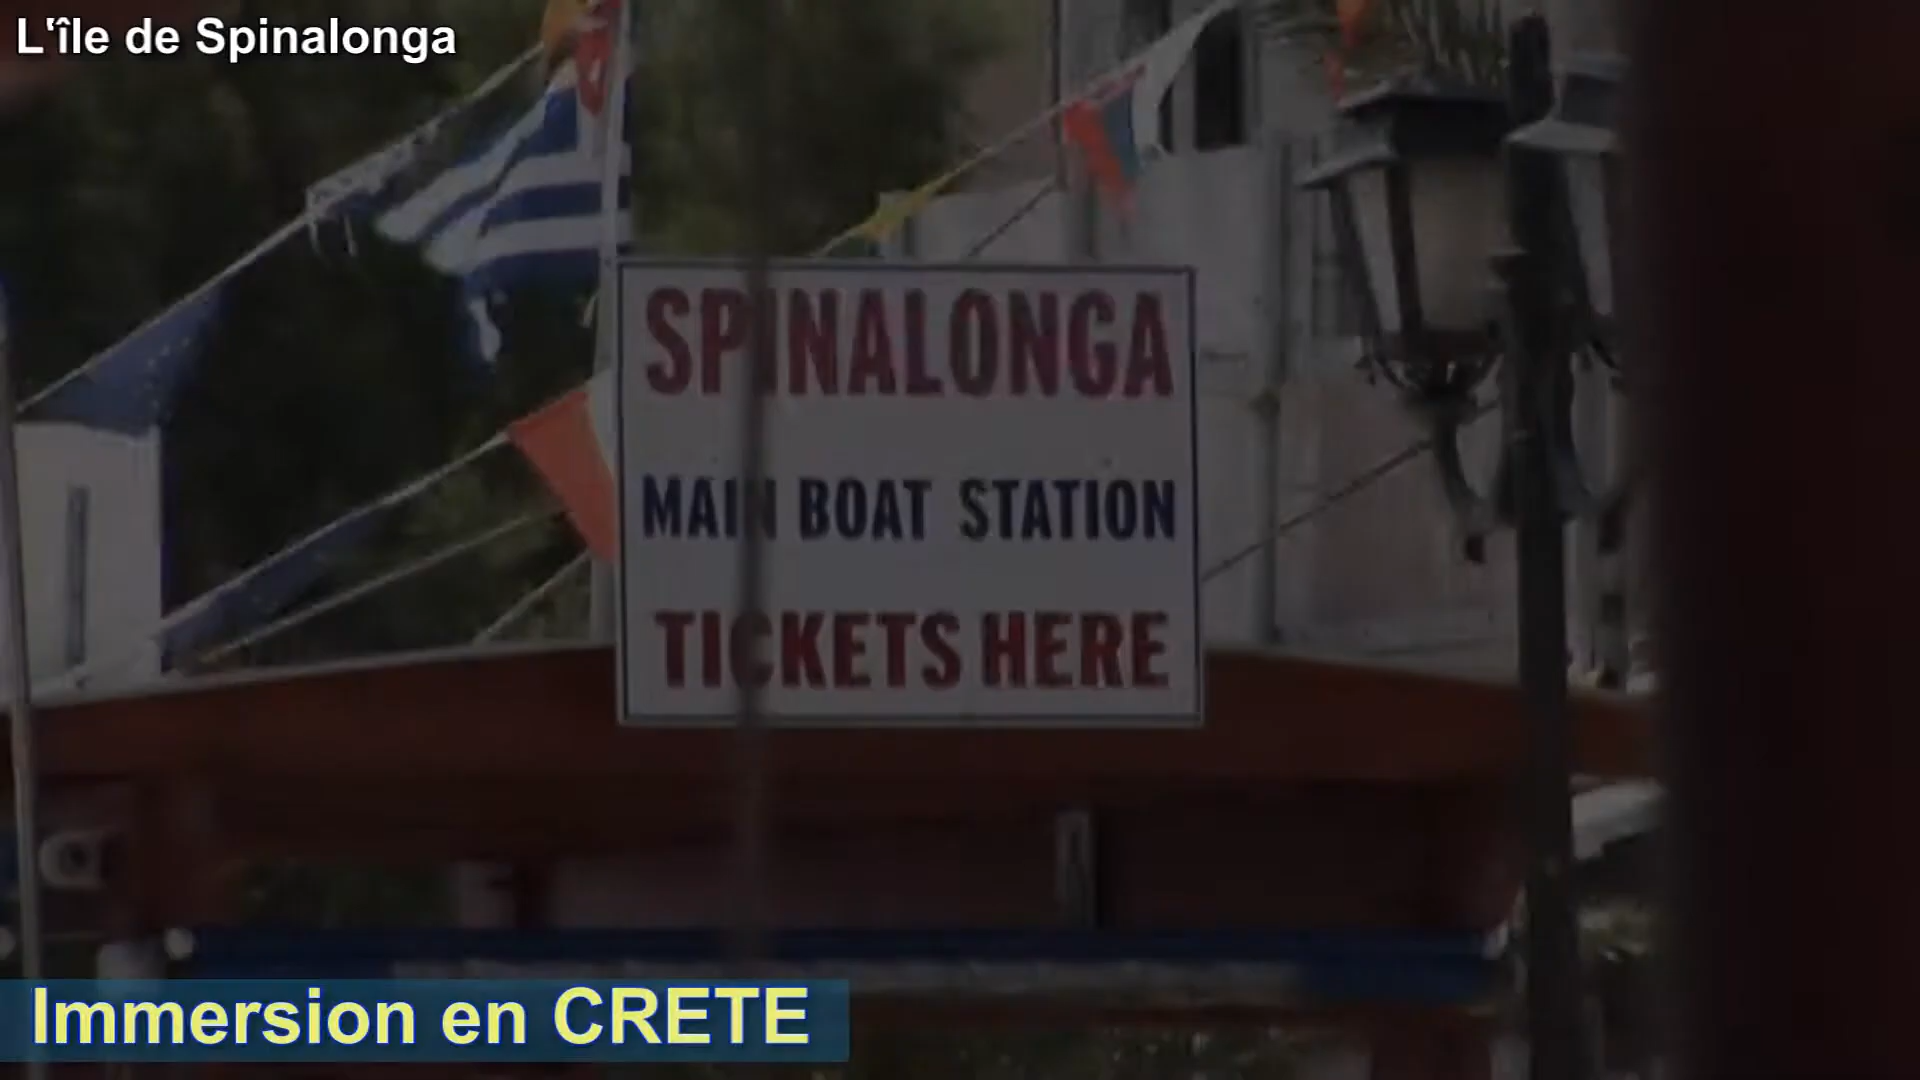 L'île de Spinalonga
SPINALONGA
MAIN BOAT STATION
TICKETS HERE
Immersion en CRETE